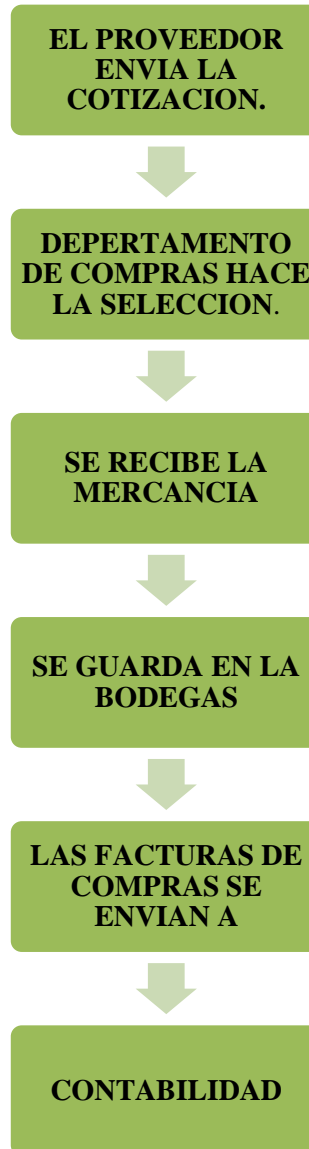 EL PROVEEDOR
ENVIA LA
COTIZACION.
DEPERTAMENTO
DE COMPRAS HACE
LA SELECCION.
SE RECIBE LA
MERCANCIA
SE GUARDA EN LA
BODEGAS
LAS FACTURAS DE
COMPRAS SE
ENVIAN A
CONTABILIDAD